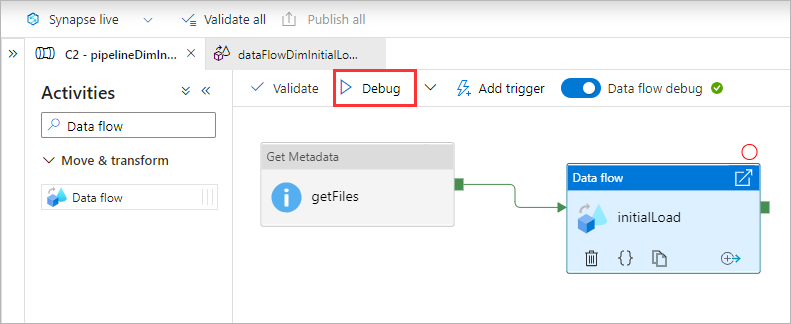 Synapse live
Validate all
Publish all
C2 - pipelineDimIn...
dataFlowDimInitialLo...
Activities
Validate
Debug
Add trigger
Data flow debug
Data flow
Move & transform
Data flow
Get Metadata
getFiles
Data flow
initialLoad
{}